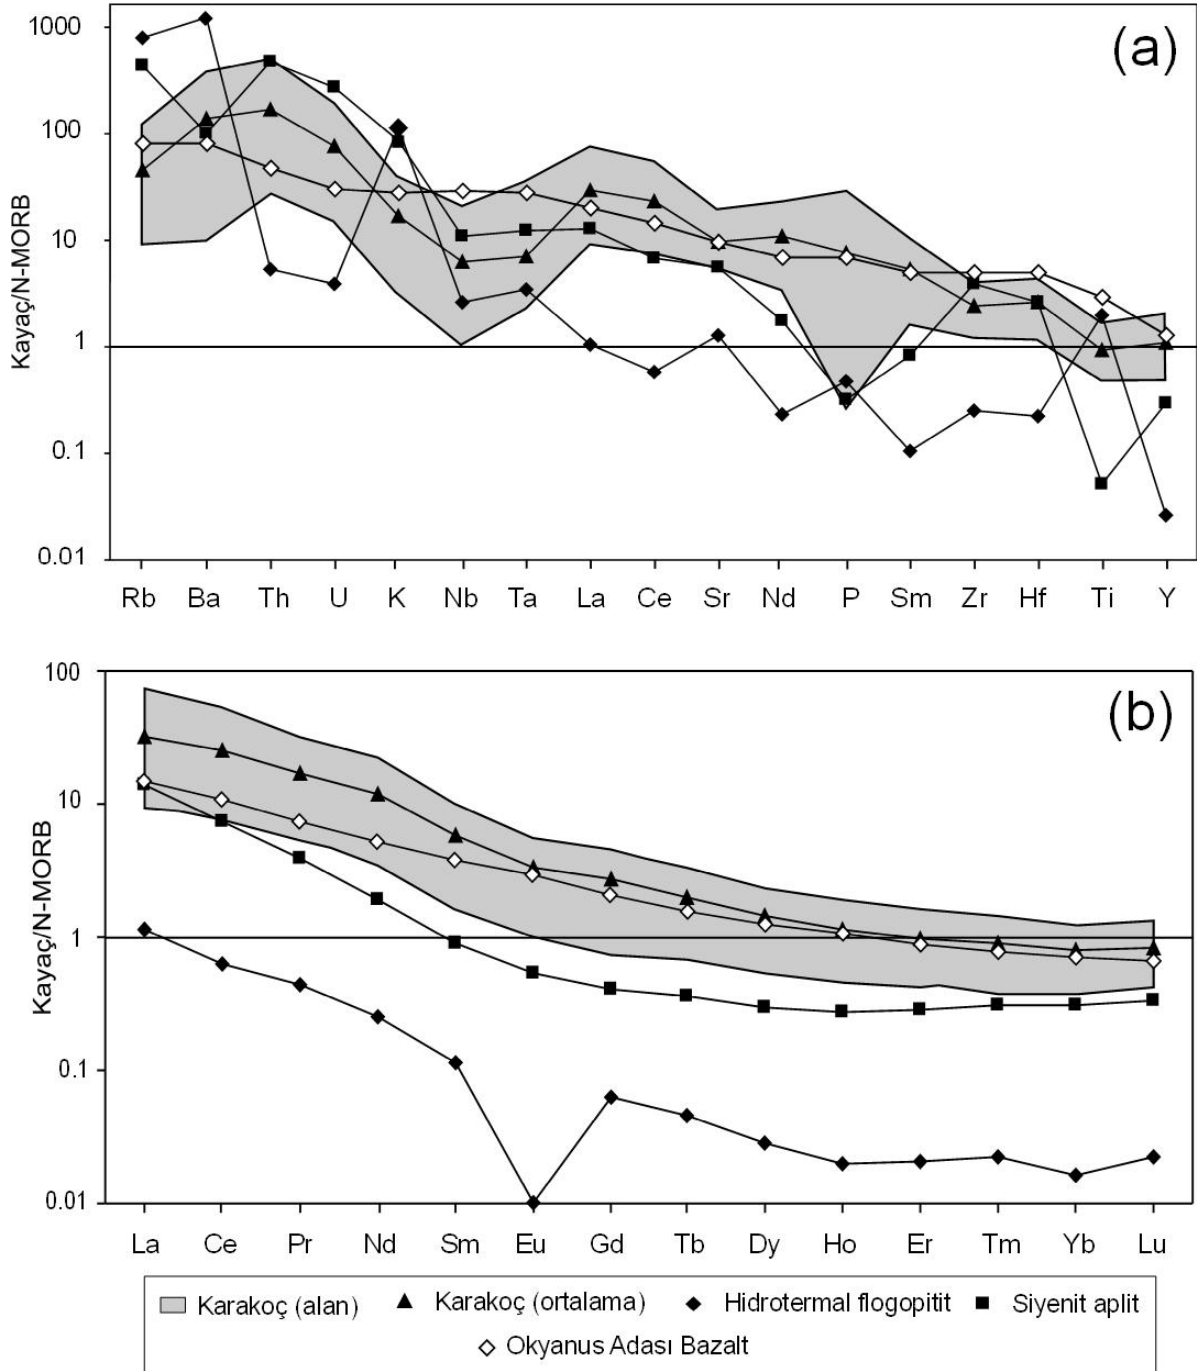 (a)
Kayaç/N-MORB
1000
100
10
1
0.1
0.01
Rb Ba Th U K Nb Ta La Ce Sr Nd P Sm Zr Hf Ti Y
(b)
Kayaç/N-MORB
100
10
1
0.1
0.01
La Ce Pr Nd Sm Eu Gd Tb Dy Ho Er Tm Yb Lu
Karakoç (alan) Karakoç (ortalama) Hidrotermal flogopitit Siyenit aplit
Okyanus Adası Bazalt